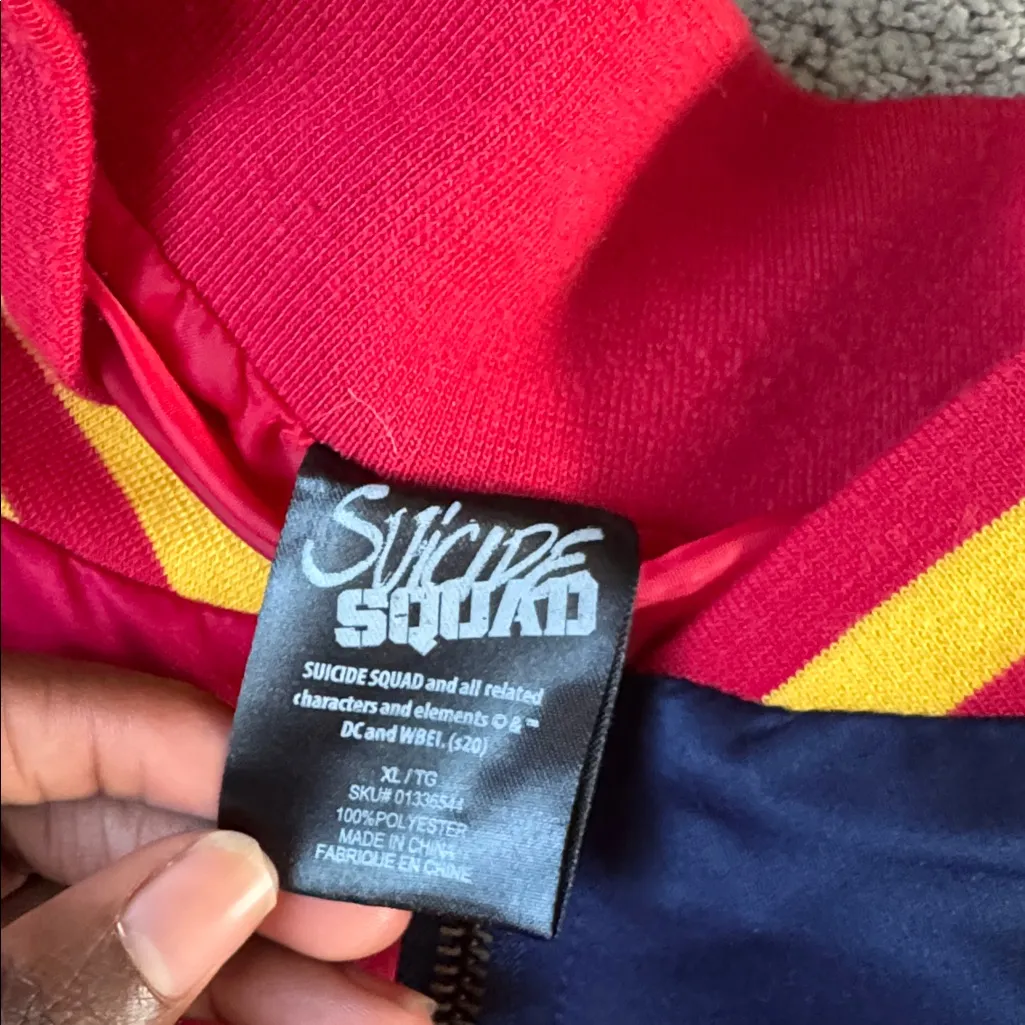 SUiCIDE
SQUAD
SUICIDE SQUAD and all related
characters and elements © & ™
DC and WBEI. (s20)
XL / TG
SKU# 01336544
100%POLYESTER
MADE IN CHINA
FABRIQUE EN CHINE